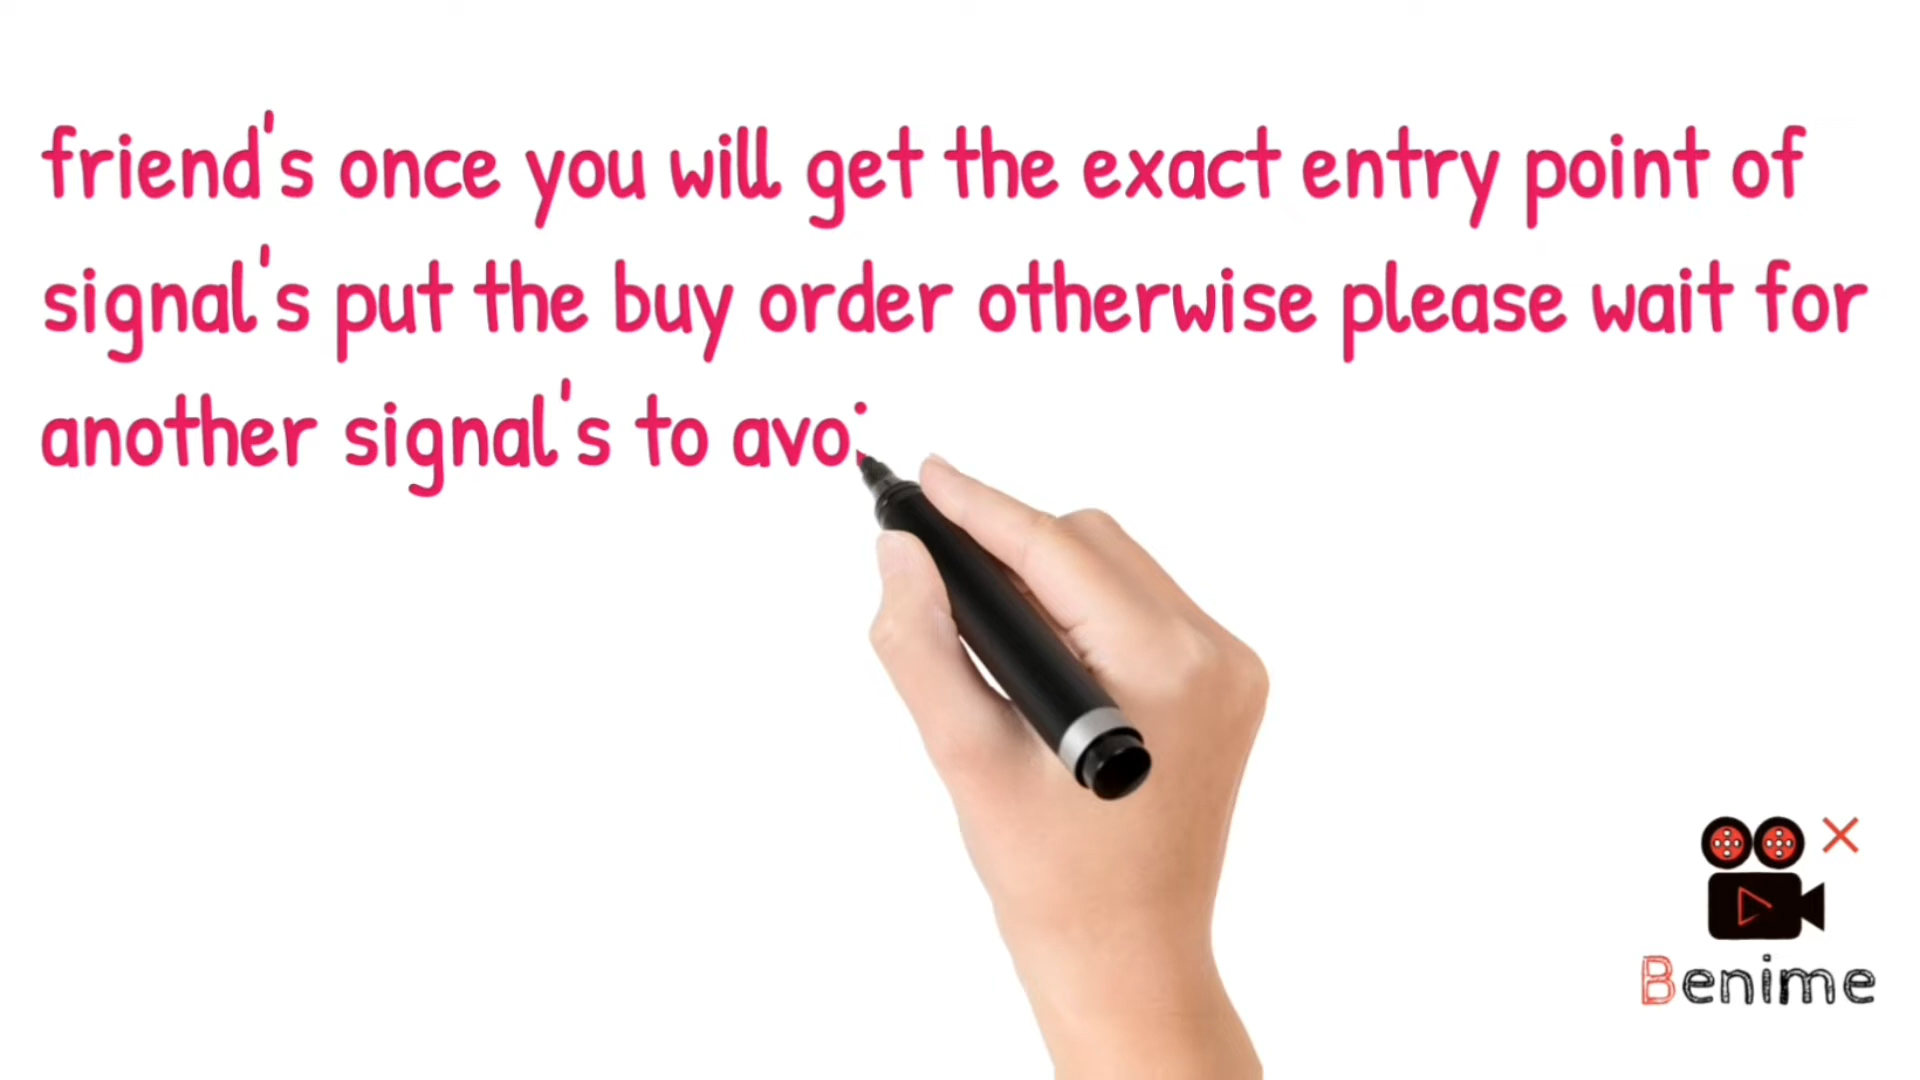 friend's once you will get the exact entry point of
signal's put the buy order otherwise please wait for
another signal's to avo
Benime